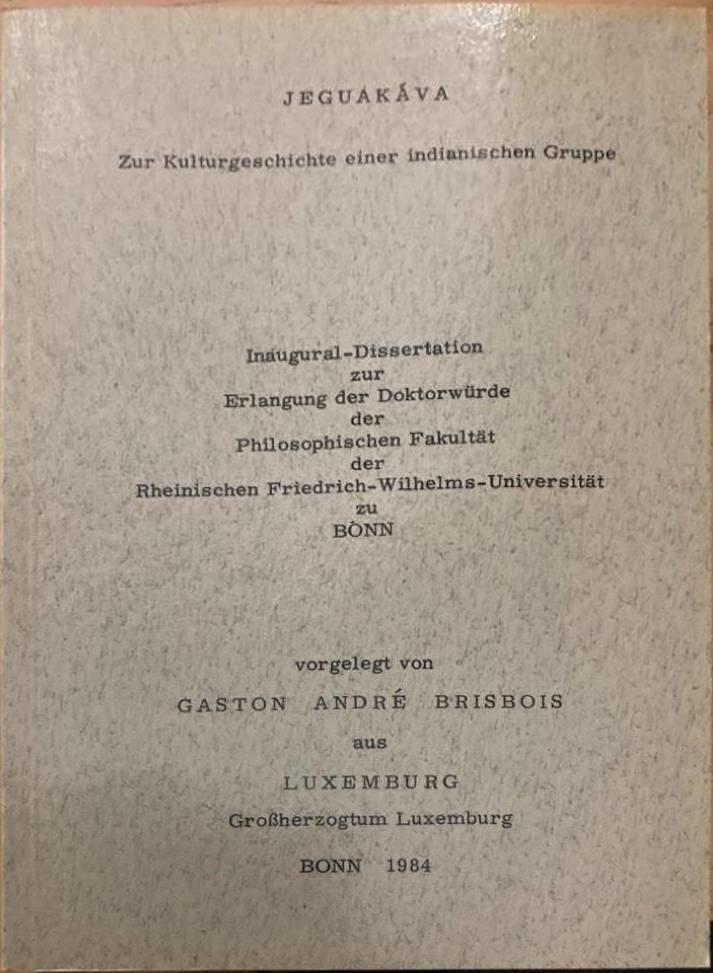 JEGUAKÁVA
Zur Kulturgeschichte einer indianischen Gruppe
Inaugural-Dissertation
zur
Erlangung der Doktorwürde
der
Philosophischen Fakultät
der
Rheinischen Friedrich-Wilhelms-Universität
zu
BONN
vorgelegt von
GASTON ANDRÉ BRISBOIS
aus
LUXEMBURG
Großherzogtum Luxemburg
BONN 1984